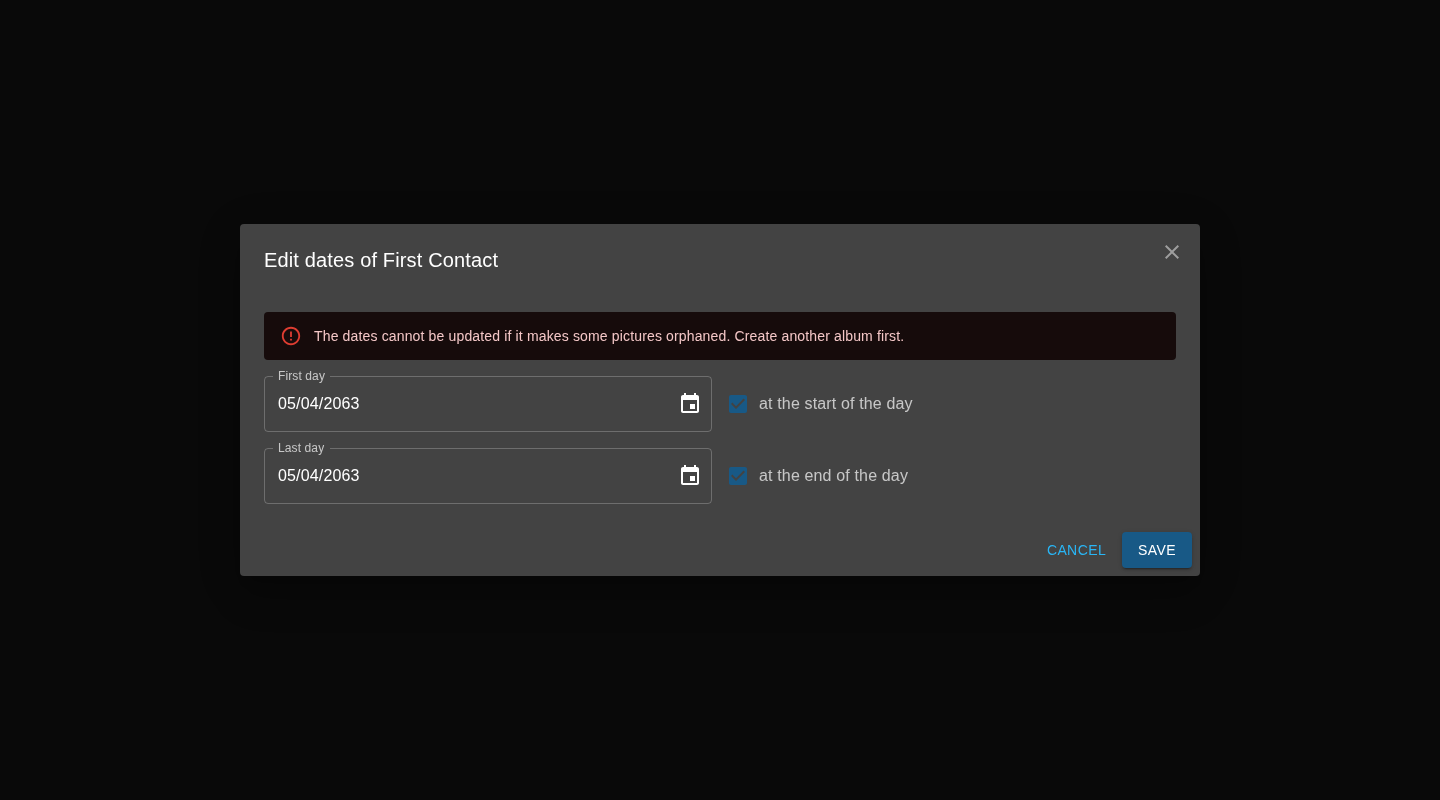 Edit dates of First Contact
The dates cannot be updated if it makes some pictures orphaned. Create another album first.
First day
05/04/2063
at the start of the day
Last day
05/04/2063
at the end of the day
CANCEL
SAVE